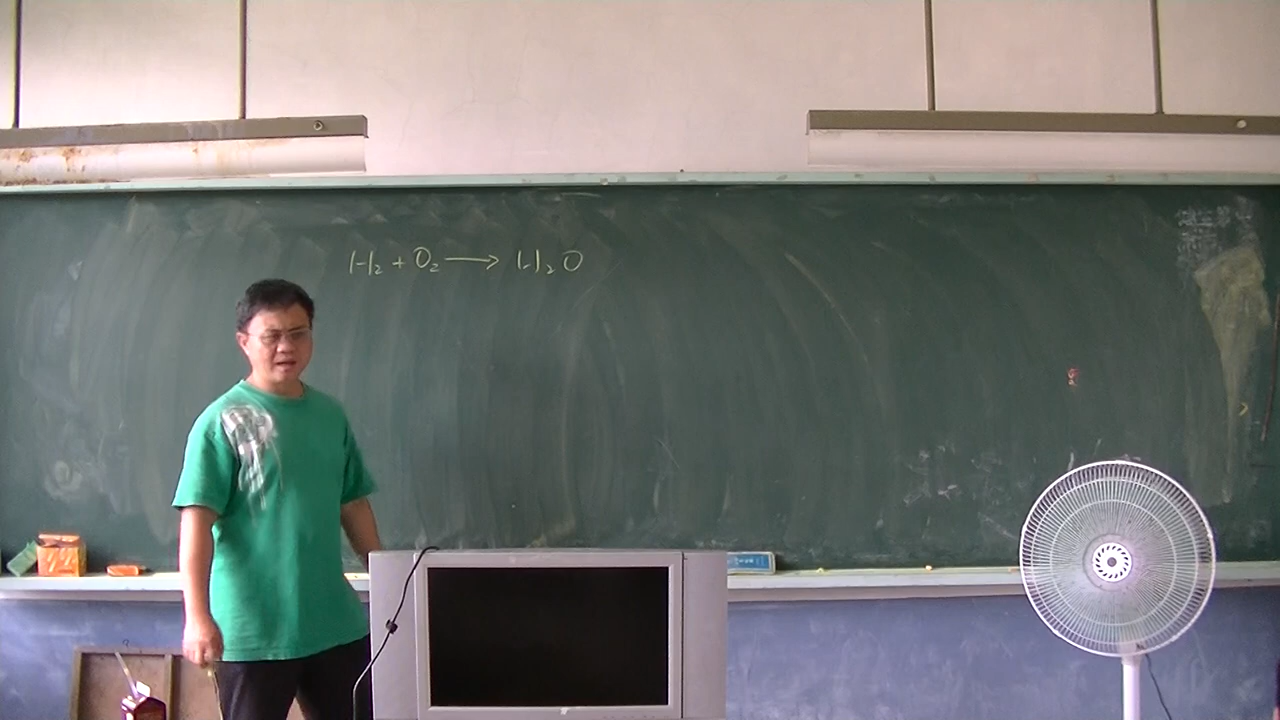 H₂ + O₂ ⟶ H₂O